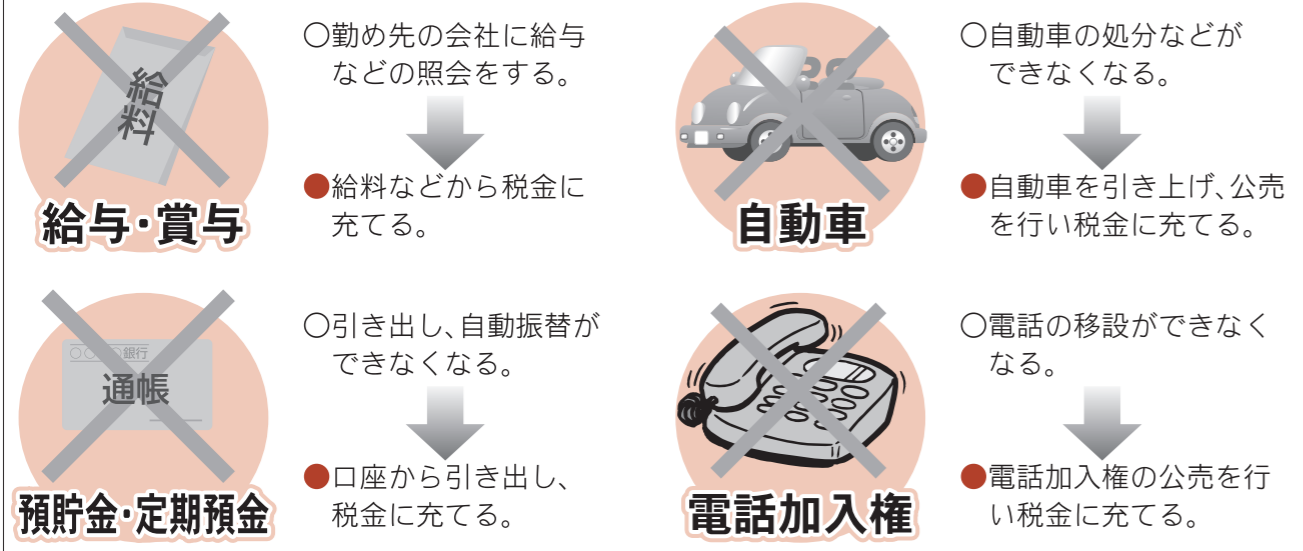 給料
給与・賞与
○勤め先の会社に給与
などの照会をする。
●給料などから税金に
充てる。
自動車
○自動車の処分などが
できなくなる。
●自動車を引き上げ、公売
を行い税金に充てる。
○○○○銀行
通帳
預貯金・定期預金
○引き出し、自動振替が
できなくなる。
●口座から引き出し、
税金に充てる。
電話加入権
○電話の移設ができなく
なる。
●電話加入権の公売を行
い税金に充てる。